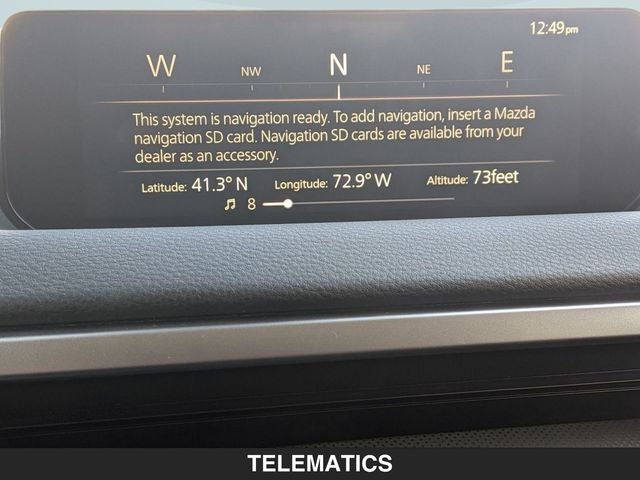 12:49pm
W NW N NE E
This system is navigation ready. To add navigation, insert a Mazda
navigation SD card. Navigation SD cards are available from your
dealer as an accessory.
Latitude: 41.3° N Longitude: 72.9° W Altitude: 73feet
8
TELEMATICS